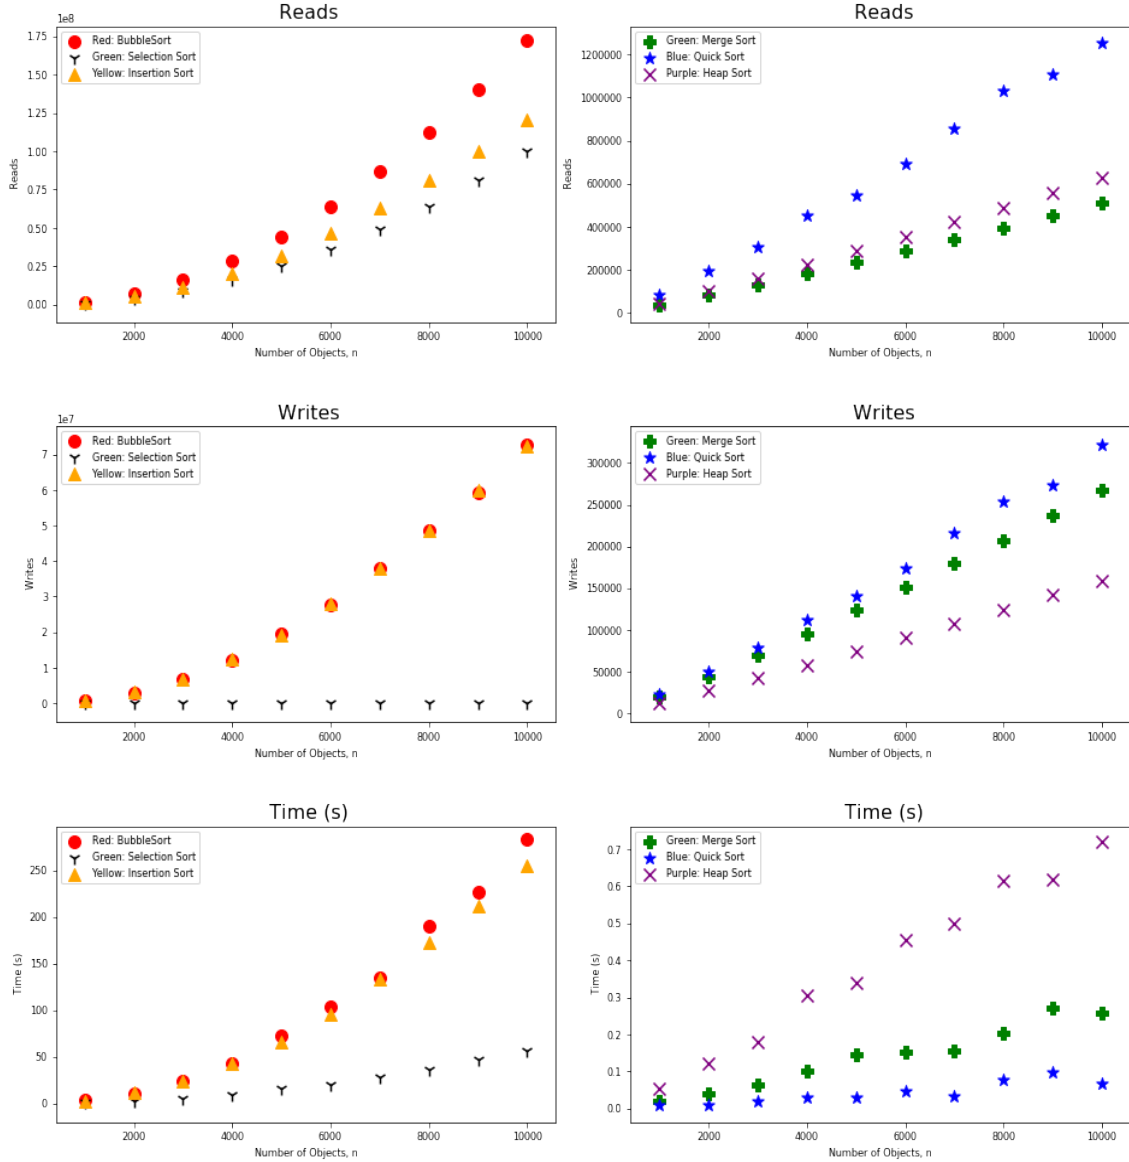 Reads
1e8
Red: BubbleSort
Green: Selection Sort
Yellow: Insertion Sort
1.75
1.50
1.25
1.00
0.75
0.50
0.25
0.00
Reads
2000
4000
6000
8000
10000
Number of Objects, n
Reads
Green: Merge Sort
Blue: Quick Sort
Purple: Heap Sort
1200000
1000000
800000
600000
400000
200000
0
Reads
2000
4000
6000
8000
10000
Number of Objects, n
Writes
1e7
Red: BubbleSort
Green: Selection Sort
Yellow: Insertion Sort
7
6
5
4
3
2
1
0
Writes
2000
4000
6000
8000
10000
Number of Objects, n
Writes
Green: Merge Sort
Blue: Quick Sort
Purple: Heap Sort
300000
250000
200000
150000
100000
50000
0
Writes
2000
4000
6000
8000
10000
Number of Objects, n
Time (s)
Red: BubbleSort
Green: Selection Sort
Yellow: Insertion Sort
250
200
150
100
50
0
Time (s)
2000
4000
6000
8000
10000
Number of Objects, n
Time (s)
Green: Merge Sort
Blue: Quick Sort
Purple: Heap Sort
0.7
0.6
0.5
0.4
0.3
0.2
0.1
0.0
Time (s)
2000
4000
6000
8000
10000
Number of Objects, n